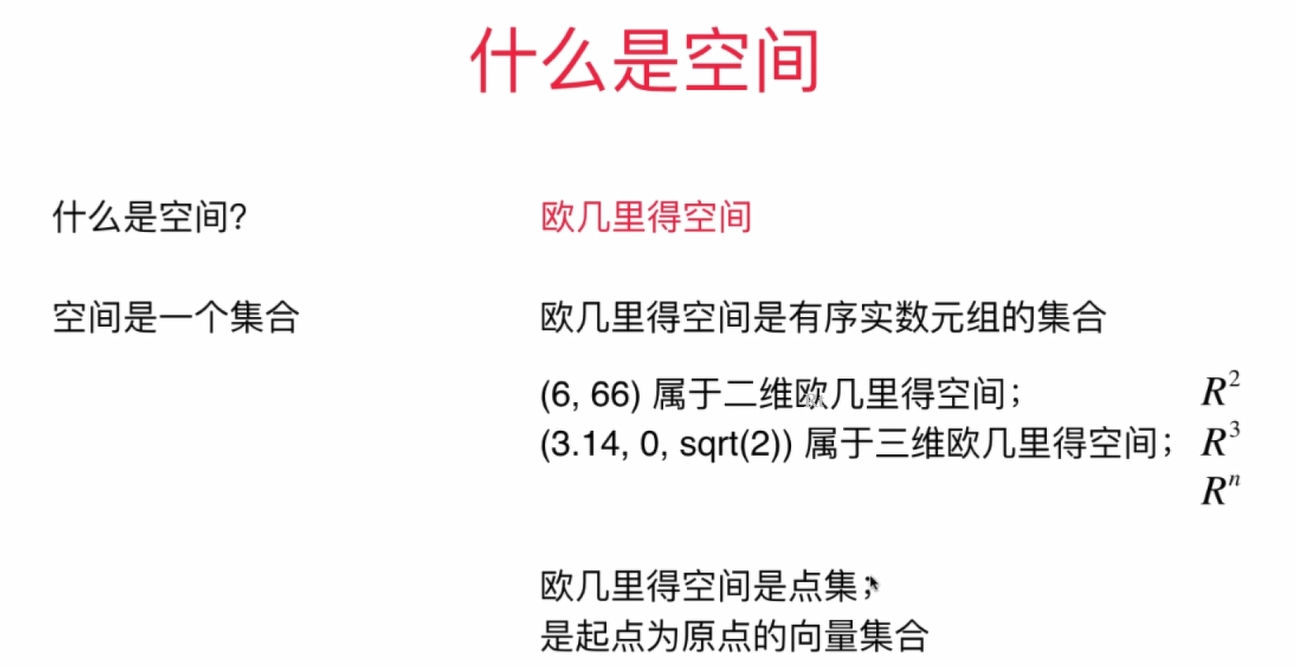 什么是空间
什么是空间?
欧几里得空间
空间是一个集合
欧几里得空间是有序实数元组的集合
(6, 66) 属于二维欧几里得空间； R²
(3.14, 0, sqrt(2)) 属于三维欧几里得空间； R³
Rⁿ
欧几里得空间是点集；
是起点为原点的向量集合